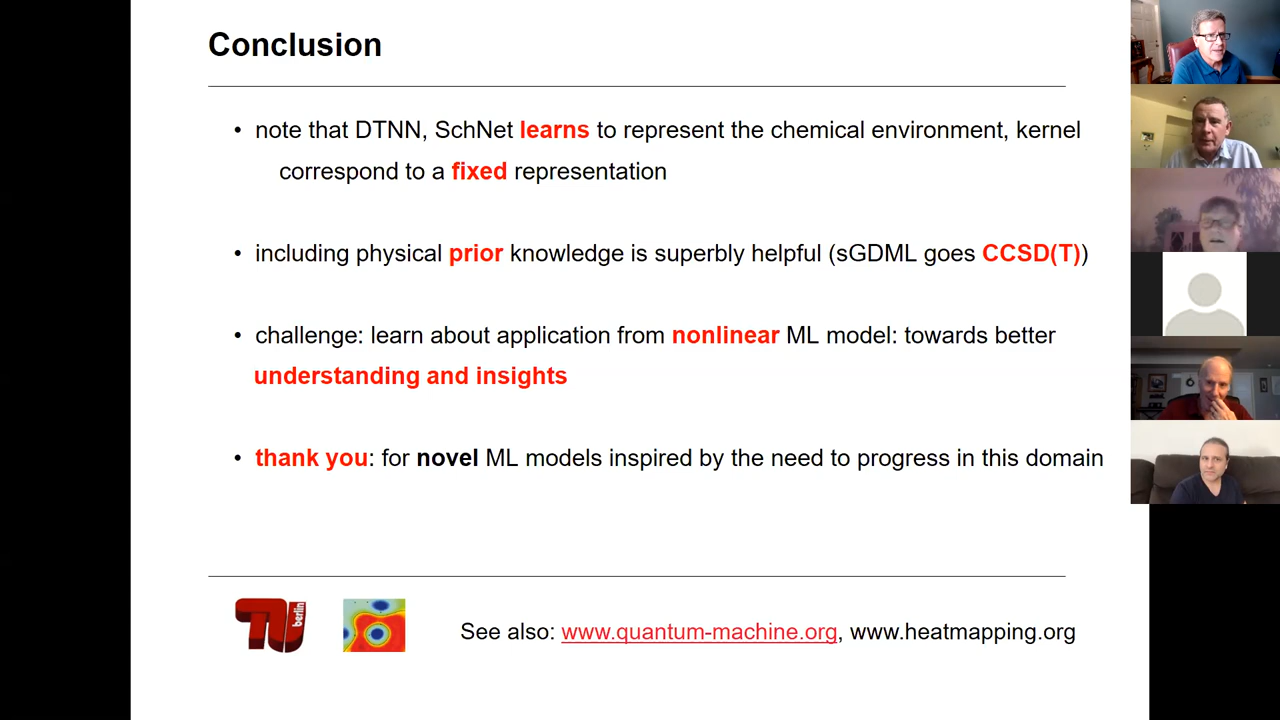 Conclusion
• note that DTNN, SchNet learns to represent the chemical environment, kernel
correspond to a fixed representation
• including physical prior knowledge is superbly helpful (sGDML goes CCSD(T))
• challenge: learn about application from nonlinear ML model: towards better
understanding and insights
• thank you: for novel ML models inspired by the need to progress in this domain
TU berlin
See also: www.quantum-machine.org, www.heatmapping.org